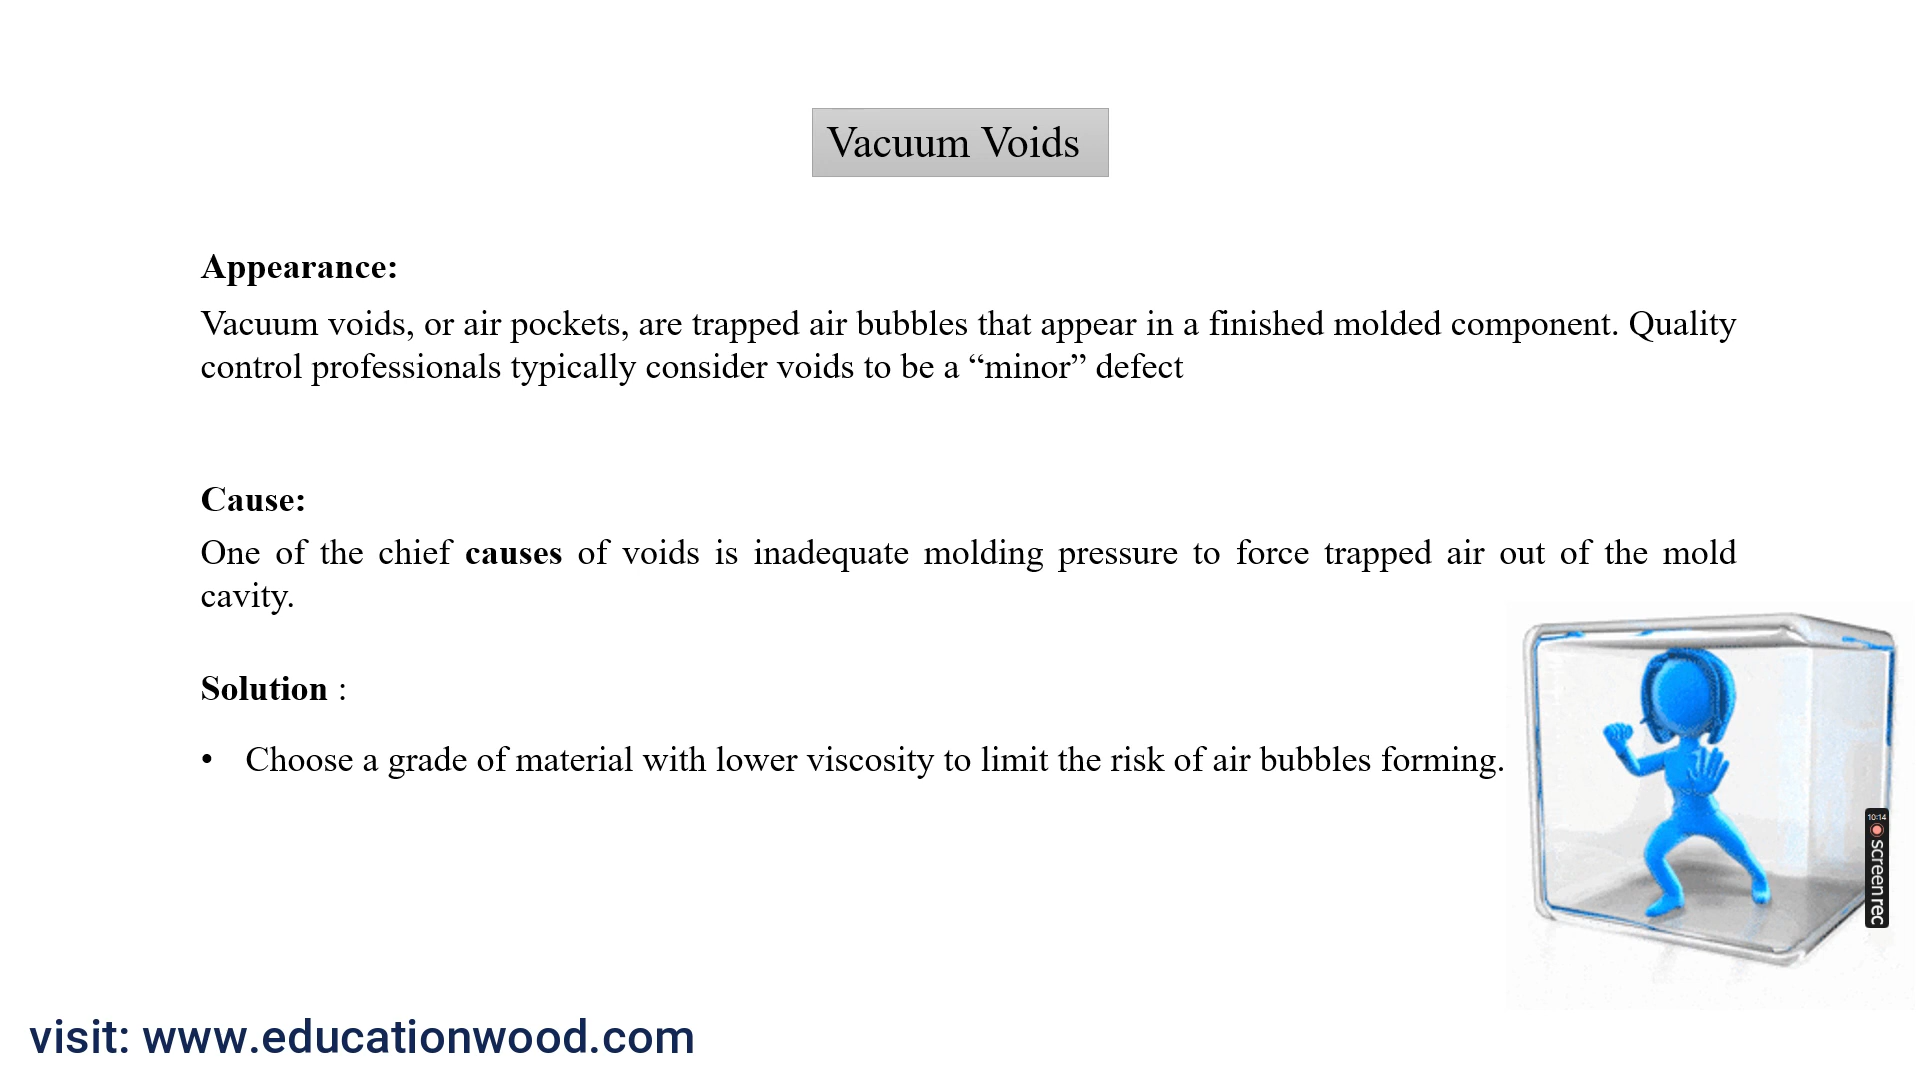 Vacuum Voids
Appearance:
Vacuum voids, or air pockets, are trapped air bubbles that appear in a finished molded component. Quality
control professionals typically consider voids to be a “minor” defect
Cause:
One of the chief causes of voids is inadequate molding pressure to force trapped air out of the mold
cavity.
Solution :
• Choose a grade of material with lower viscosity to limit the risk of air bubbles forming.
10:14
screenrec
visit: www.educationwood.com